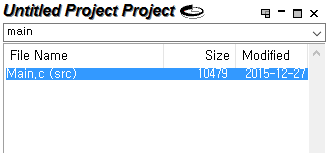 Untitled Project Project
main
File Name Size Modified
Main.c (src) 10479 2015-12-27